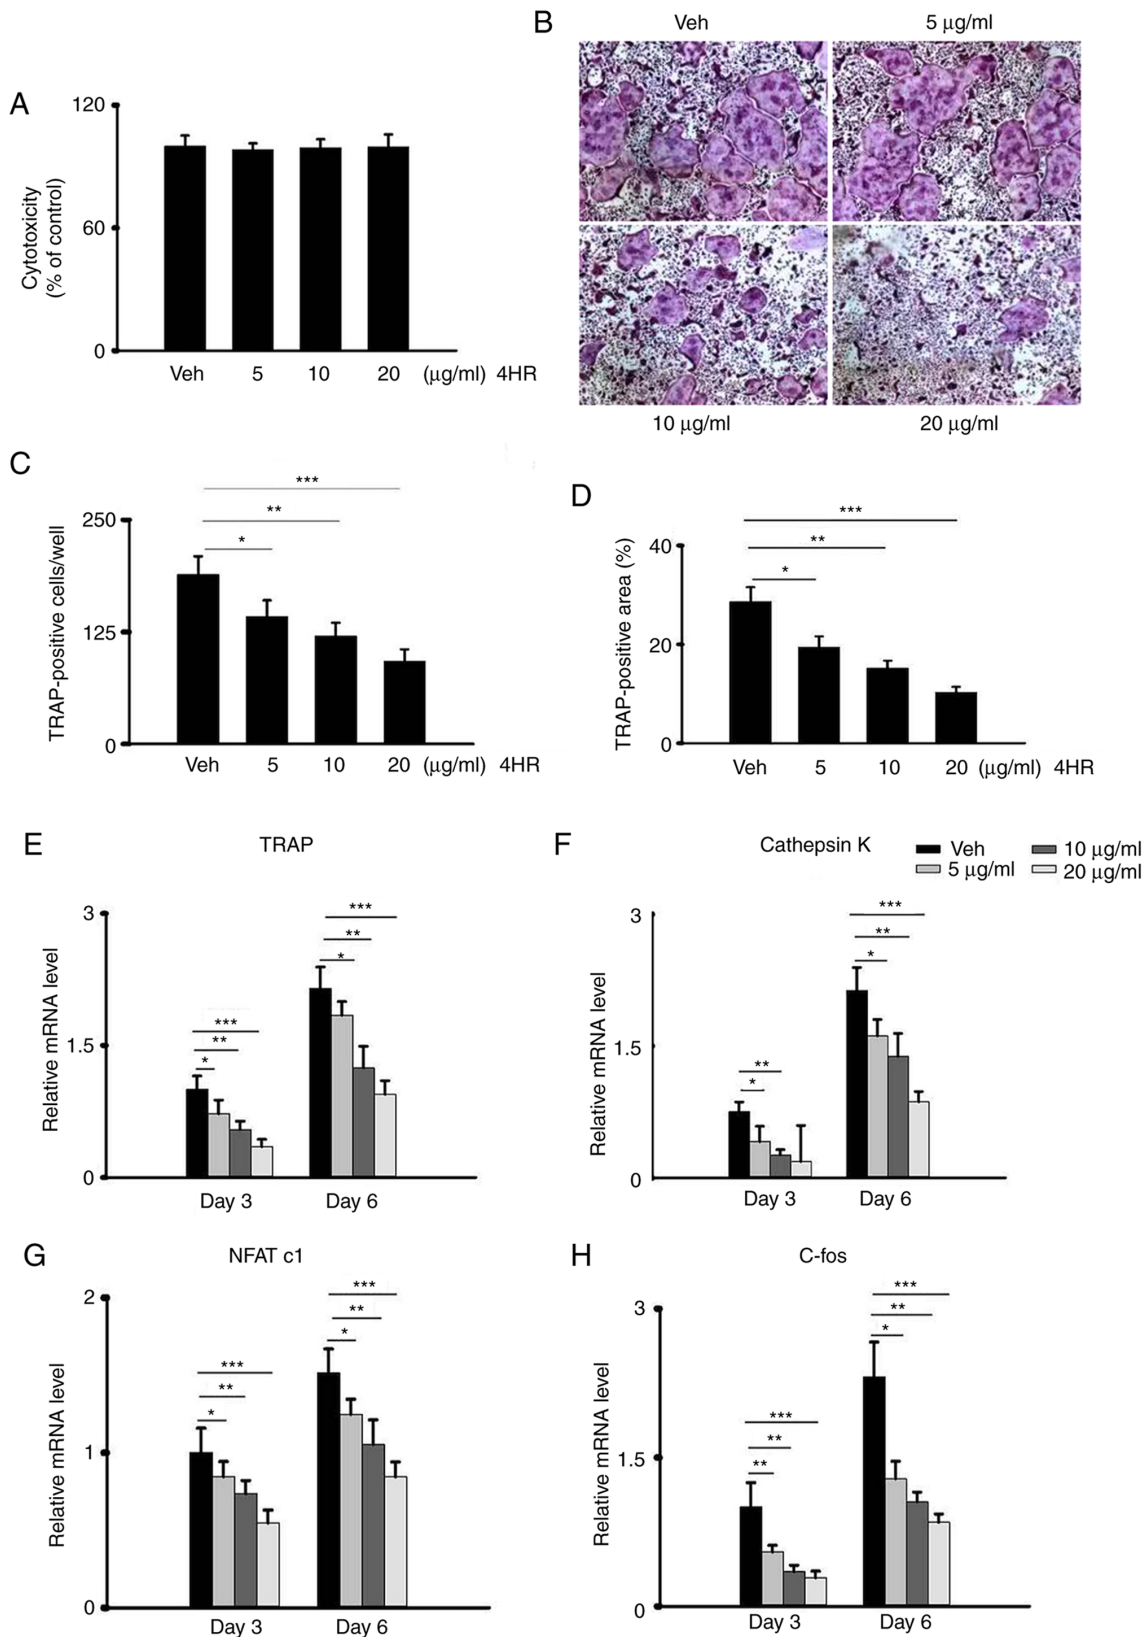 A
120
60
0
Cytotoxicity
(% of control)
Veh 5 10 20 (μg/ml) 4HR
B
Veh 5 μg/ml
10 μg/ml 20 μg/ml
C
***
**
*
250
125
0
TRAP-positive cells/well
Veh 5 10 20 (μg/ml) 4HR
D
***
**
*
40
20
0
TRAP-positive area (%)
Veh 5 10 20 (μg/ml) 4HR
E
TRAP
3
1.5
0
Relative mRNA level
***
**
*
***
**
*
Day 3 Day 6
F
Cathepsin K
Veh 10 μg/ml
5 μg/ml 20 μg/ml
3
1.5
0
Relative mRNA level
**
*
***
**
*
Day 3 Day 6
G
NFAT c1
2
1
0
Relative mRNA level
***
**
*
***
**
*
Day 3 Day 6
H
C-fos
3
1.5
0
Relative mRNA level
***
**
**
***
**
*
Day 3 Day 6